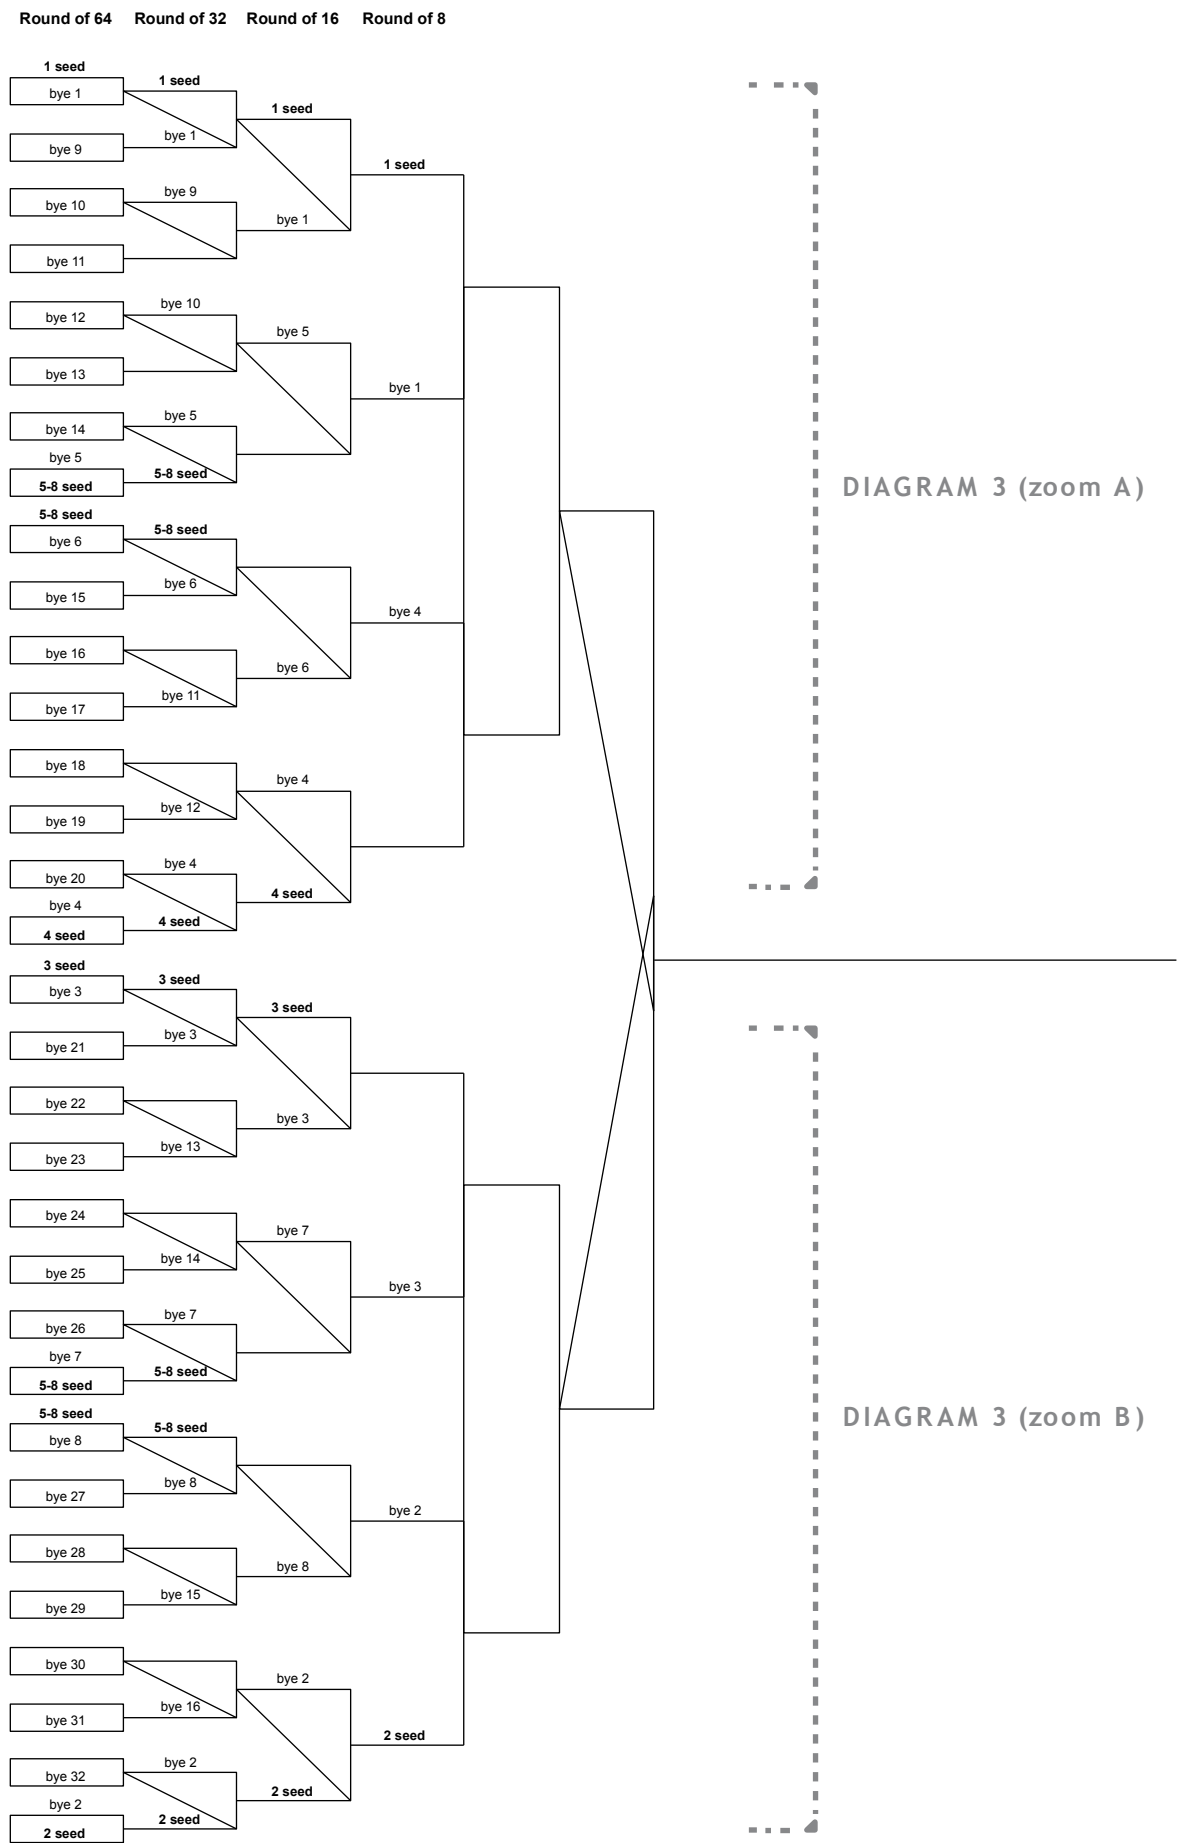 Round of 64 Round of 32 Round of 16 Round of 8
1 seed
1 seed
bye 1
1 seed
bye 1
bye 9
1 seed
bye 9
bye 10
bye 1
bye 11
bye 10
bye 12
bye 5
bye 13
bye 1
bye 5
bye 14
bye 5
5-8 seed
5-8 seed
DIAGRAM 3 (zoom A)
5-8 seed
5-8 seed
bye 6
bye 6
bye 15
bye 4
bye 16
bye 6
bye 11
bye 17
bye 18
bye 4
bye 12
bye 19
bye 4
bye 20
4 seed
bye 4
4 seed
4 seed
3 seed
3 seed
bye 3
3 seed
bye 3
bye 21
bye 22
bye 3
bye 13
bye 23
bye 24
bye 7
bye 14
bye 25
bye 3
bye 7
bye 26
bye 7
5-8 seed
5-8 seed
5-8 seed
DIAGRAM 3 (zoom B)
5-8 seed
bye 8
bye 8
bye 27
bye 2
bye 28
bye 8
bye 15
bye 29
bye 30
bye 2
bye 16
bye 31
2 seed
bye 2
bye 32
2 seed
bye 2
2 seed
2 seed